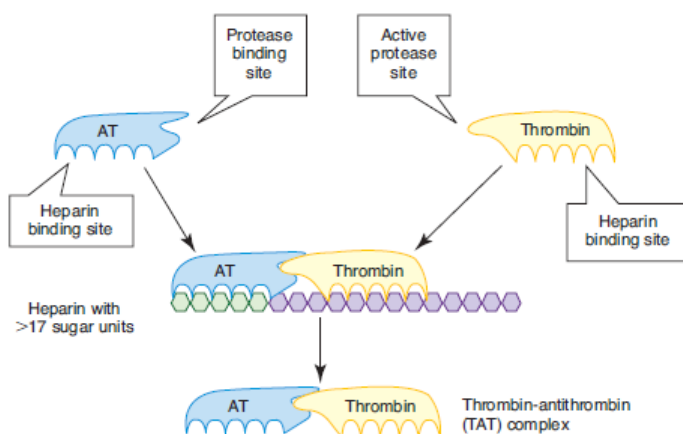 Protease
binding
site
Active
protease
site
AT
Thrombin
Heparin
binding site
Heparin
binding site
AT
Thrombin
Heparin with
>17 sugar units
AT
Thrombin
Thrombin-antithrombin
(TAT) complex